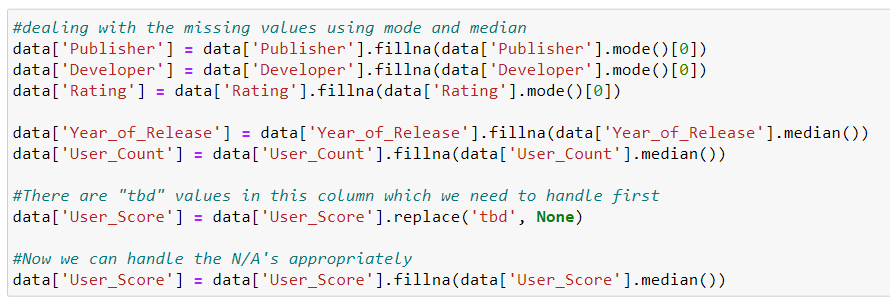 #dealing with the missing values using mode and median
data['Publisher'] = data['Publisher'].fillna(data['Publisher'].mode()[0])
data['Developer'] = data['Developer'].fillna(data['Developer'].mode()[0])
data['Rating'] = data['Rating'].fillna(data['Rating'].mode()[0])
data['Year_of_Release'] = data['Year_of_Release'].fillna(data['Year_of_Release'].median())
data['User_Count'] = data['User_Count'].fillna(data['User_Count'].median())
#There are "tbd" values in this column which we need to handle first
data['User_Score'] = data['User_Score'].replace('tbd', None)
#Now we can handle the N/A's appropriately
data['User_Score'] = data['User_Score'].fillna(data['User_Score'].median())